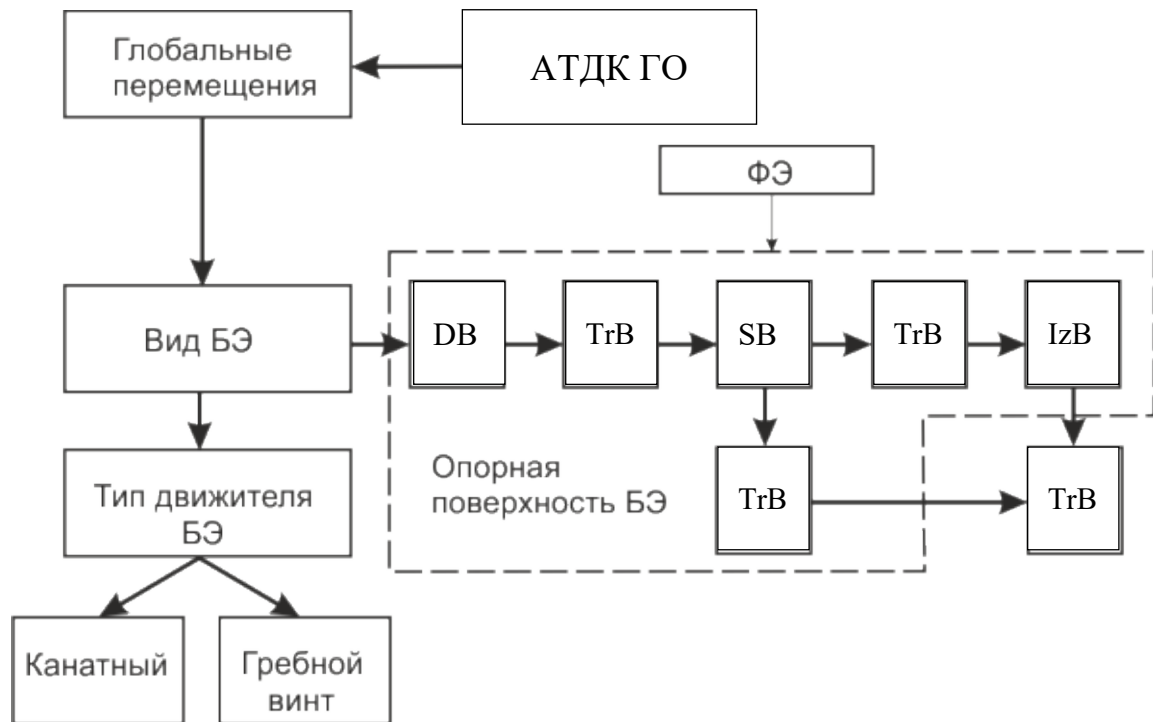 Глобальные
перемещения
АТДК ГО
ФЭ
Вид БЭ
DB
TrB
SB
TrB
IzB
Опорная
поверхность БЭ
TrB
TrB
Тип движителя
БЭ
Канатный
Гребной
винт